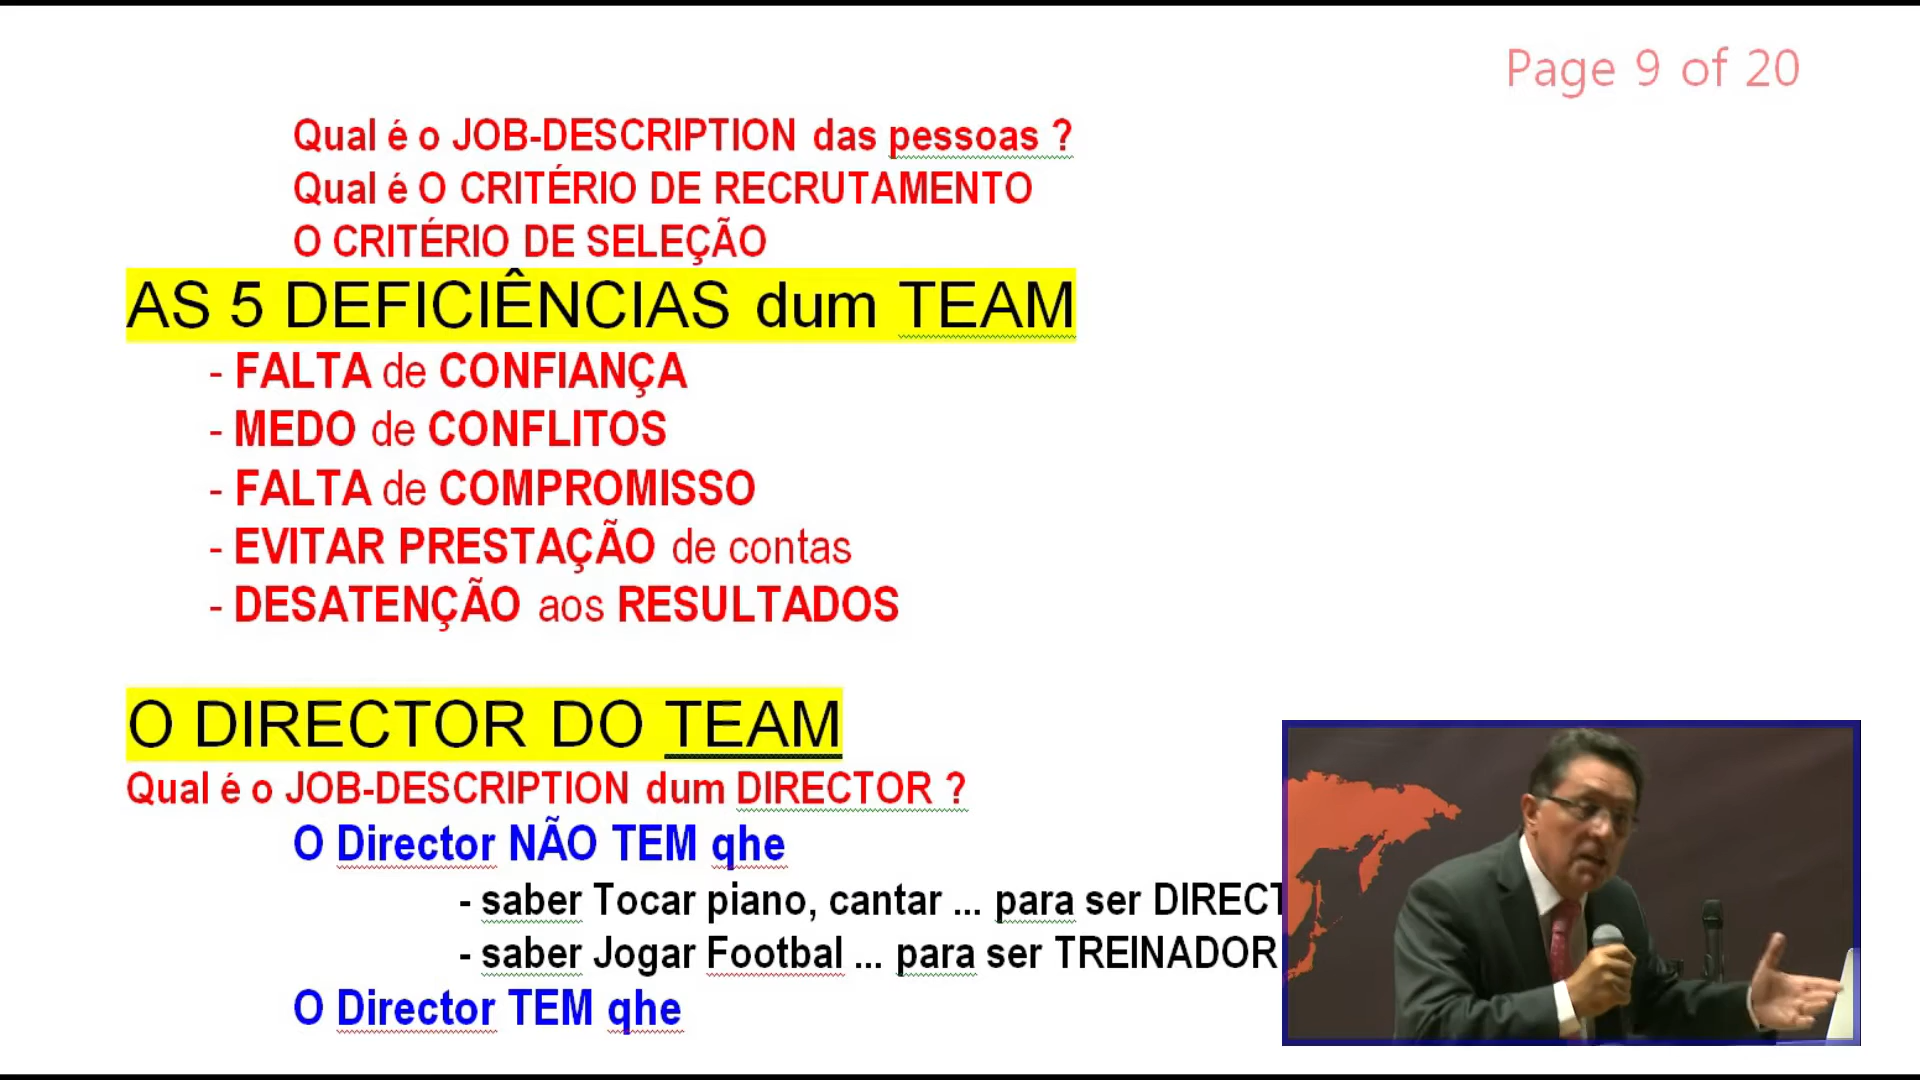 Page 9 of 20
Qual é o JOB-DESCRIPTION das pessoas ?
Qual é O CRITÉRIO DE RECRUTAMENTO
O CRITÉRIO DE SELEÇÃO
AS 5 DEFICIÊNCIAS dum TEAM
- FALTA de CONFIANÇA
- MEDO de CONFLITOS
- FALTA de COMPROMISSO
- EVITAR PRESTAÇÃO de contas
- DESATENÇÃO aos RESULTADOS
O DIRECTOR DO TEAM
Qual é o JOB-DESCRIPTION dum DIRECTOR ?
O Director NÃO TEM qhe
- saber Tocar piano, cantar ... para ser DIRECT
- saber Jogar Footbal ... para ser TREINADOR
O Director TEM qhe